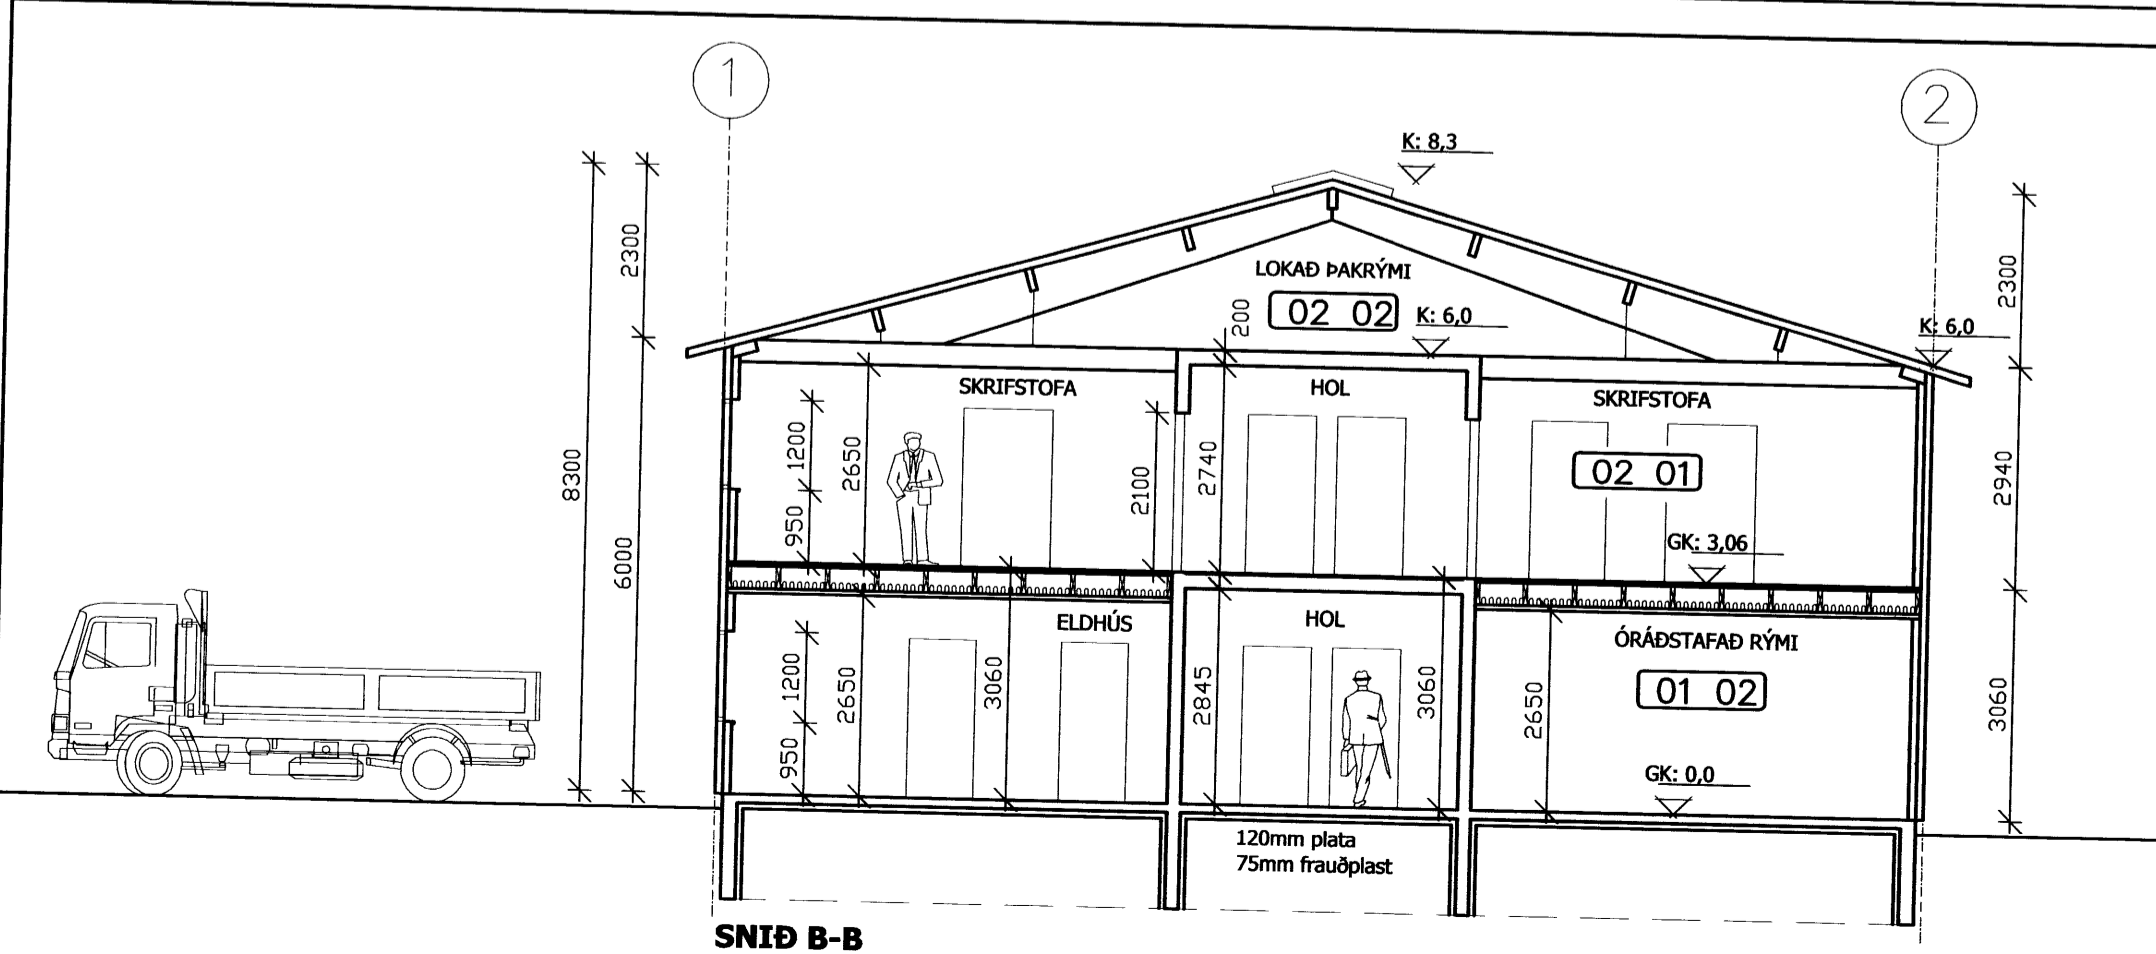 1
2
K: 8,3
2300
2300
LOKAÐ ÞAKRÝMI
02 02
200
K: 6,0
K: 6,0
SKRIFSTOFA
HOL
SKRIFSTOFA
8300
6000
1200
2650
950
2100
2740
02 01
2940
GK: 3,06
ELDHÚS
HOL
ÓRÁÐSTAFAÐ RÝMI
1200
2650
950
3060
2845
3060
2650
01 02
3060
GK: 0,0
120mm plata
75mm frauðplast
SNIÐ B-B